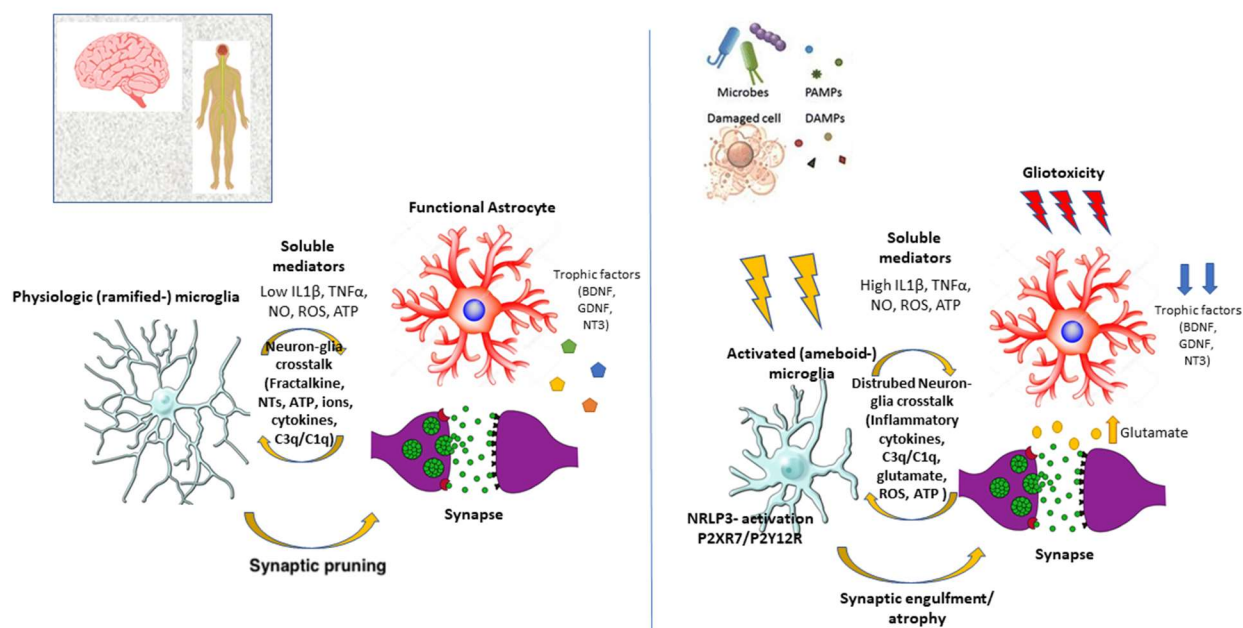 Functional Astrocyte
Soluble
mediators
Low IL1β, TNFα,
NO, ROS, ATP
Physiologic (ramified-) microglia
Trophic factors
(BDNF,
GDNF,
NT3)
Neuron-glia
crosstalk
(Fractalkine,
NTs, ATP, ions,
cytokines,
C3q/C1q)
Synapse
Synaptic pruning
Microbes
PAMPs
Damaged cell
DAMPs
Gliotoxicity
Soluble
mediators
High IL1β, TNFα,
NO, ROS, ATP
Trophic factors
(BDNF,
GDNF,
NT3)
Activated (ameboid-)
microglia
Distrubed Neuron-
glia crosstalk
(Inflammatory
cytokines,
C3q/C1q,
glutamate,
ROS, ATP )
Glutamate
NRLP3- activation
P2XR7/P2Y12R
Synapse
Synaptic engulfment/
atrophy